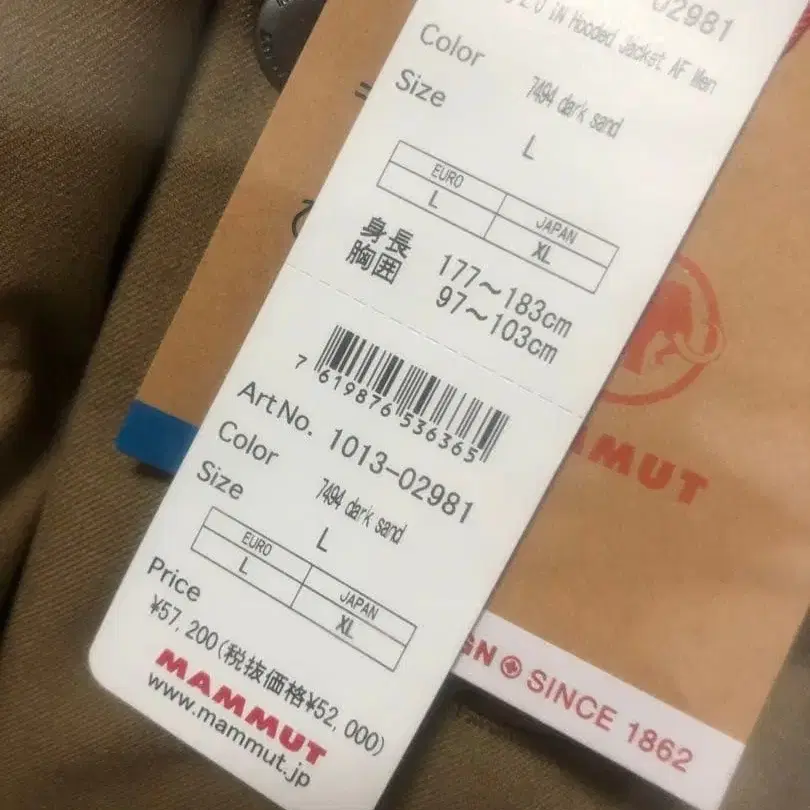 -02981
iN Hooded Jacket AF Men
Color 7494 dark sand
Size L
EURO JAPAN
L XL
身長 177～183cm
胸囲 97～103cm
7 619876 536365
Art No. 1013-02981
Color 7494 dark sand
Size L
EURO JAPAN
L XL
Price
¥57,200(税抜価格¥52,000)
MAMMUT
www.mammut.jp
MMUT
GN SINCE 1862